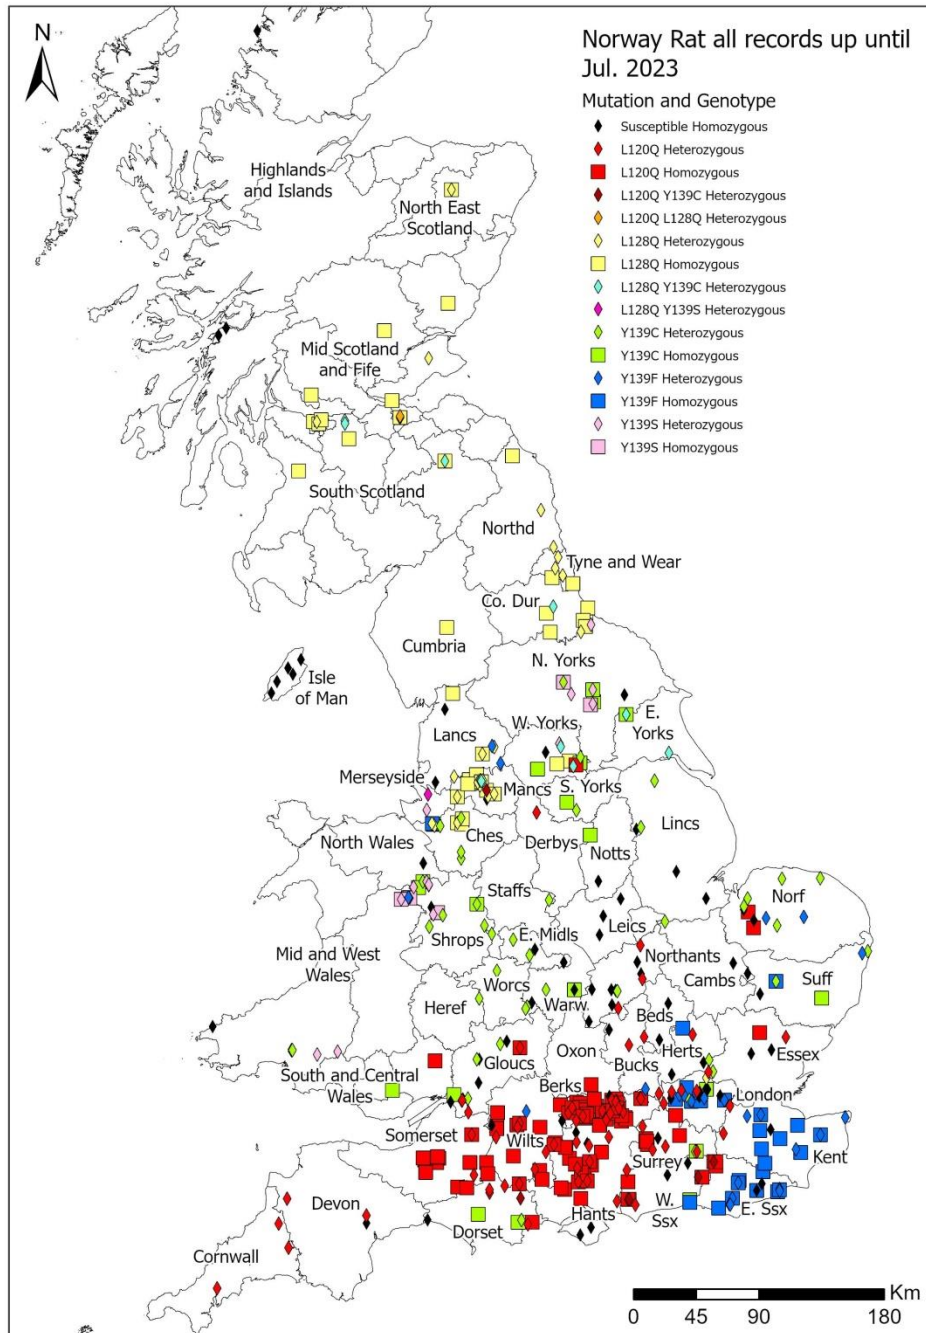 N
Norway Rat all records up until
Jul. 2023
Mutation and Genotype
Susceptible Homozygous
L120Q Heterozygous
L120Q Homozygous
L120Q Y139C Heterozygous
L120Q L128Q Heterozygous
L128Q Heterozygous
L128Q Homozygous
L128Q Y139C Heterozygous
L128Q Y139S Heterozygous
Y139C Heterozygous
Y139C Homozygous
Y139F Heterozygous
Y139F Homozygous
Y139S Heterozygous
Y139S Homozygous
Highlands
and Islands
North East
Scotland
Mid Scotland
and Fife
South Scotland
Northd
Tyne and Wear
Co. Dur
Cumbria
N. Yorks
Isle
of Man
W. Yorks
E.
Yorks
Lancs
Merseyside
Mancs
S. Yorks
Ches
Lincs
North Wales
Derbys
Notts
Staffs
Norf
Shrops
E. Midls
Leics
Mid and West
Wales
Northants
Cambs
Suff
Worcs
Heref
Warw
Beds
Gloucs
Oxon
Bucks
Herts
Essex
South and Central
Wales
Berks
London
Somerset
Wilts
Surrey
Kent
Devon
Hants
W.
Ssx
E. Ssx
Dorset
Cornwall
Km
0 45 90 180